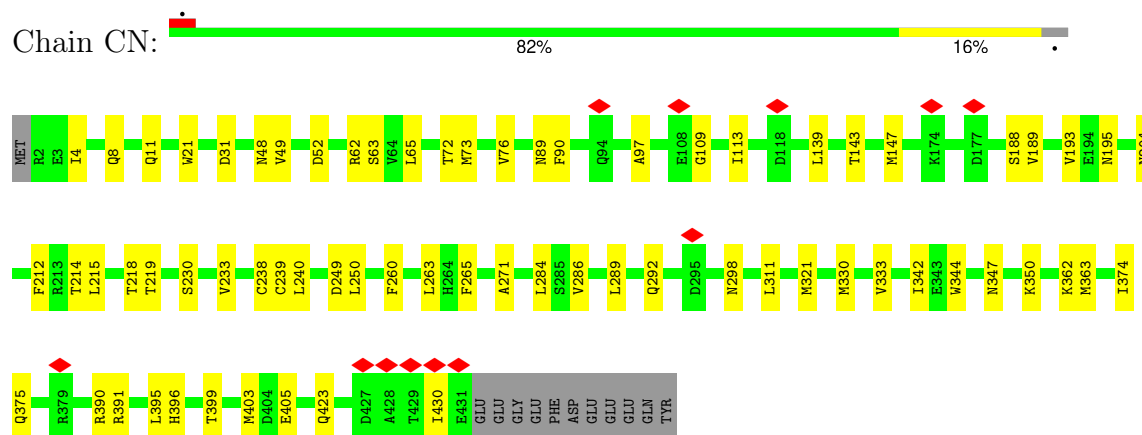 Chain CN:
82% 16%
MET R2 E3 I4 Q8 Q11 W21 D31 N48 V49 D52 R62 S63 V64 L65 T72 M73 V76 N89 F90 Q94 A97 E108 G109 I113 D118 L139 T143 M147 K174 D177 S188 V189 V193 E194 N195
F212 R213 T214 L215 T218 T219 S230 V233 C238 C239 L240 D249 L250 F260 L263 H264 F265 A271 L284 S285 V286 L289 Q292 D295 N298 L311 M321 M330 V333 I342 E343 W344 N347 K350 K362 M363 I374
Q375 R379 R390 R391 L395 H396 T399 M403 D404 E405 Q423 D427 A428 T429 I430 E431 GLU GLU GLY GLU PHE ASP GLU GLU GLU GLN TYR